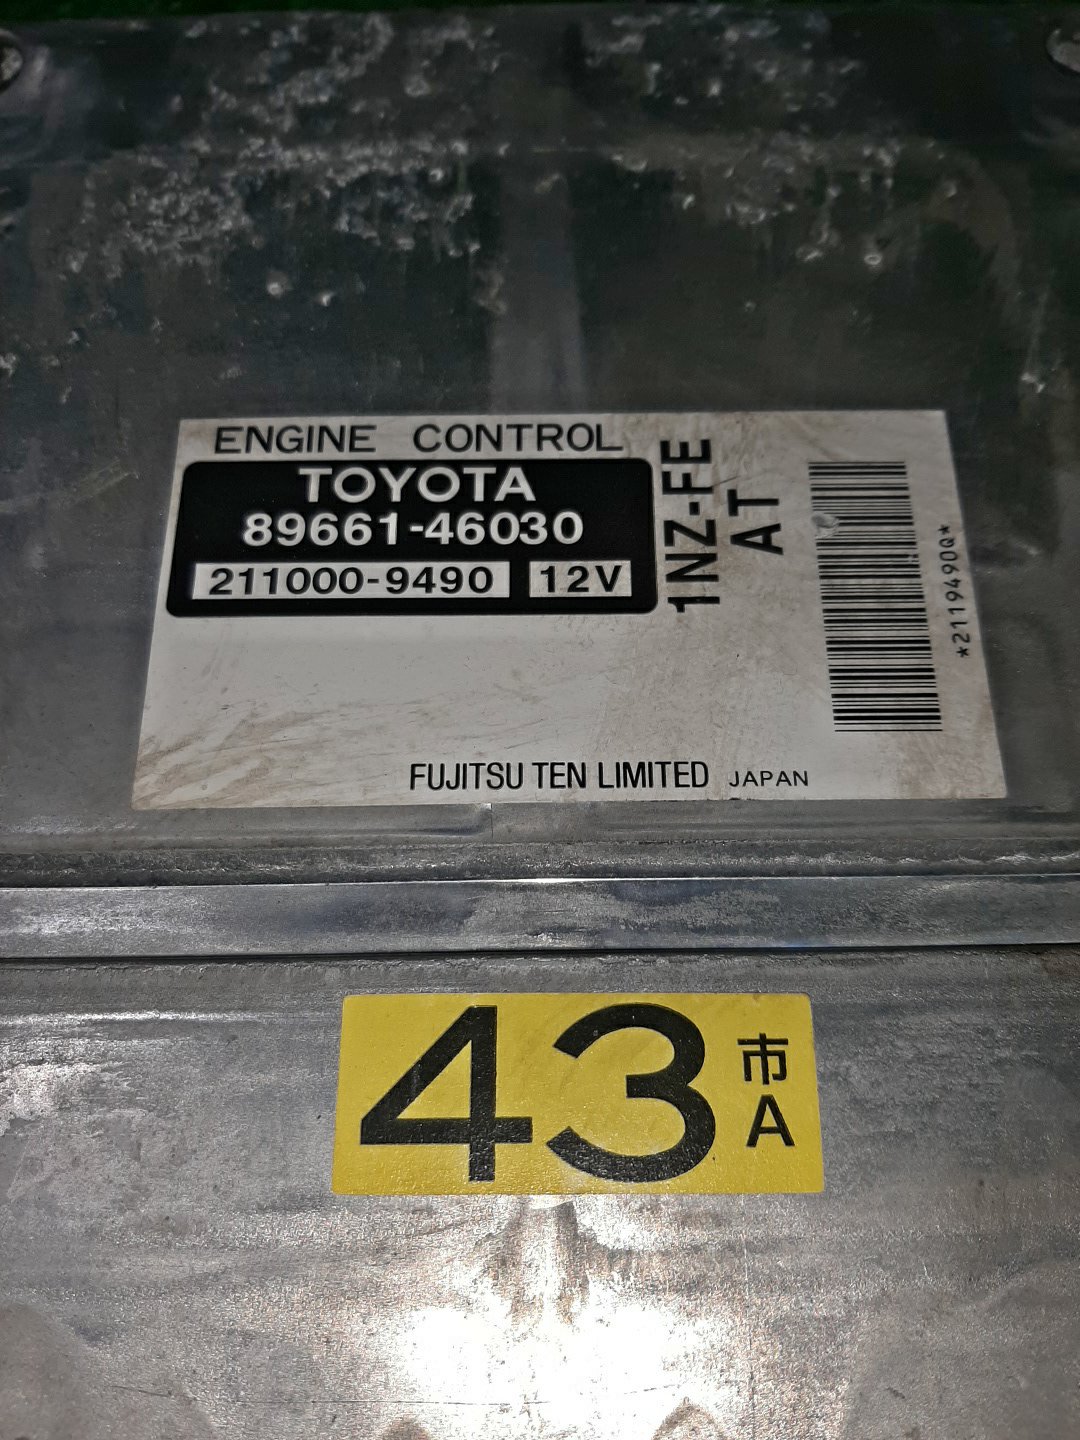 ENGINE CONTROL
TOYOTA
89661-46030
211000-9490 12V
1NZ-FE
AT
*2119490Q*
FUJITSU TEN LIMITED JAPAN
43 市
A